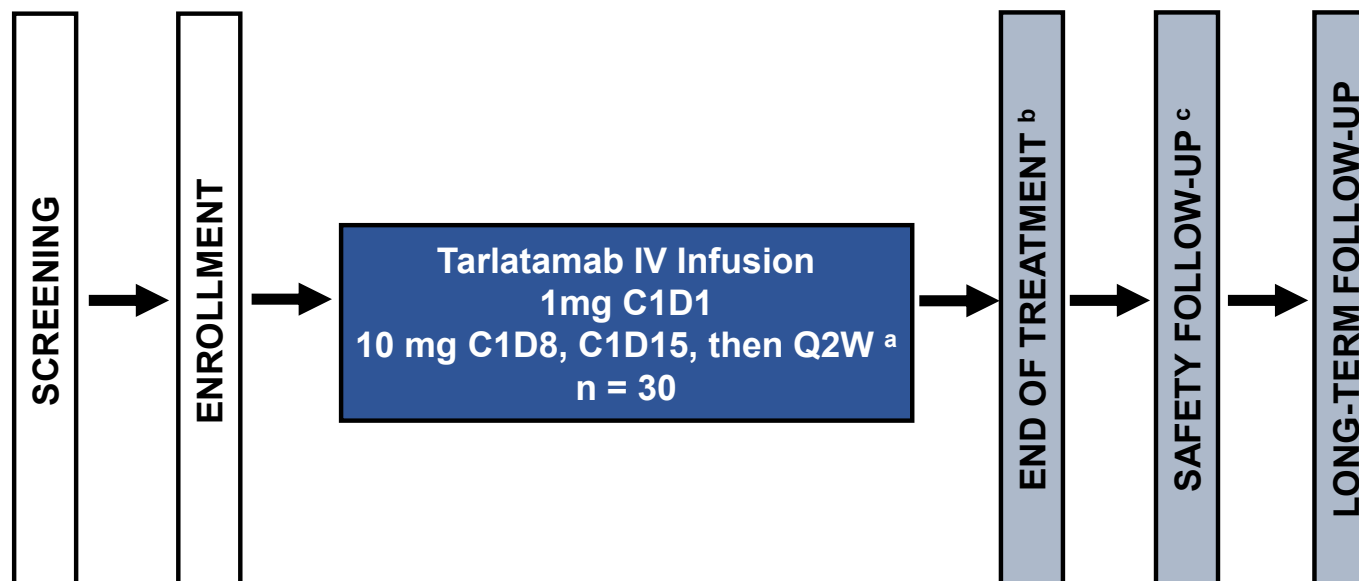 SCREENING
ENROLLMENT
Tarlatamab IV Infusion
1mg C1D1
10 mg C1D8, C1D15, then Q2W a
n = 30
END OF TREATMENT b
SAFETY FOLLOW-UP c
LONG-TERM FOLLOW-UP